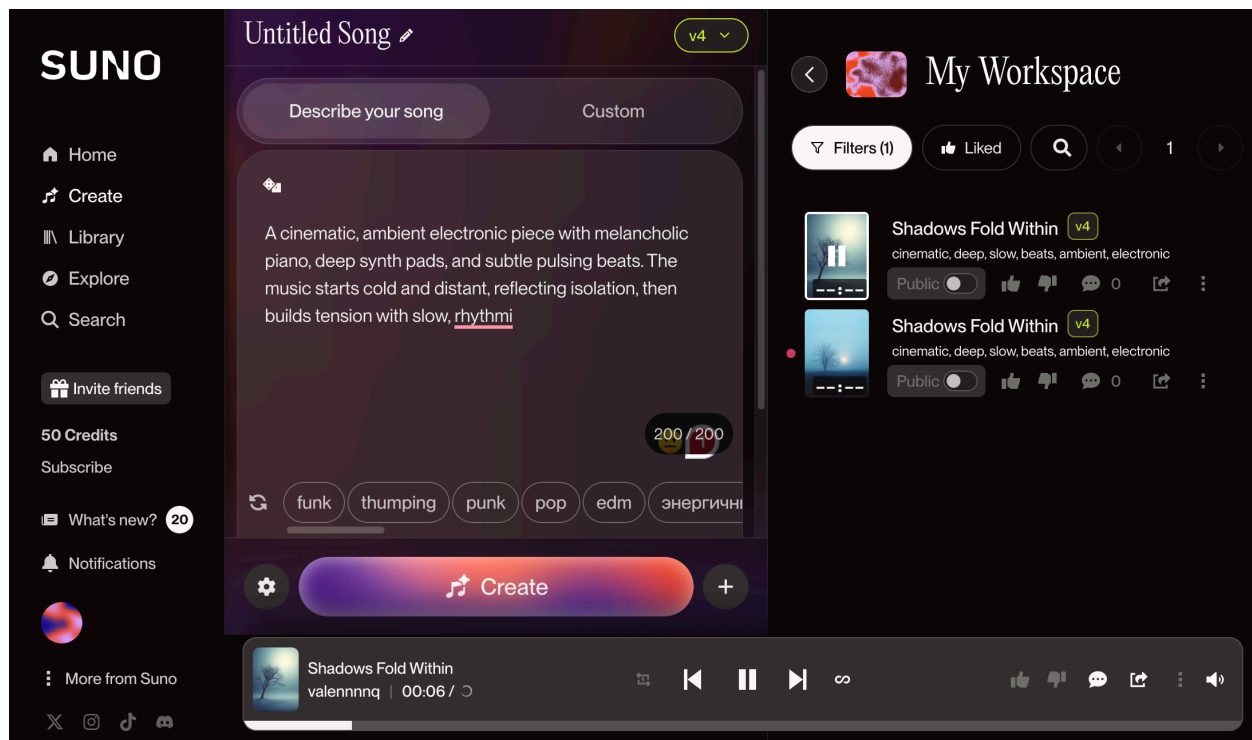 SUNO
Home
Create
Library
Explore
Search
Invite friends
50 Credits
Subscribe
What's new? 20
Notifications
More from Suno
Untitled Song
v4
Describe your song
Custom
A cinematic, ambient electronic piece with melancholic
piano, deep synth pads, and subtle pulsing beats. The
music starts cold and distant, reflecting isolation, then
builds tension with slow, rhythmi
200 / 200
funk thumping punk pop edm
Create
My Workspace
Filters (1) Liked 1
Shadows Fold Within v4
cinematic, deep, slow, beats, ambient, electronic
Public 0
--:--
Shadows Fold Within v4
cinematic, deep, slow, beats, ambient, electronic
Public 0
--:--
Shadows Fold Within
valennnnq | 00:06 /